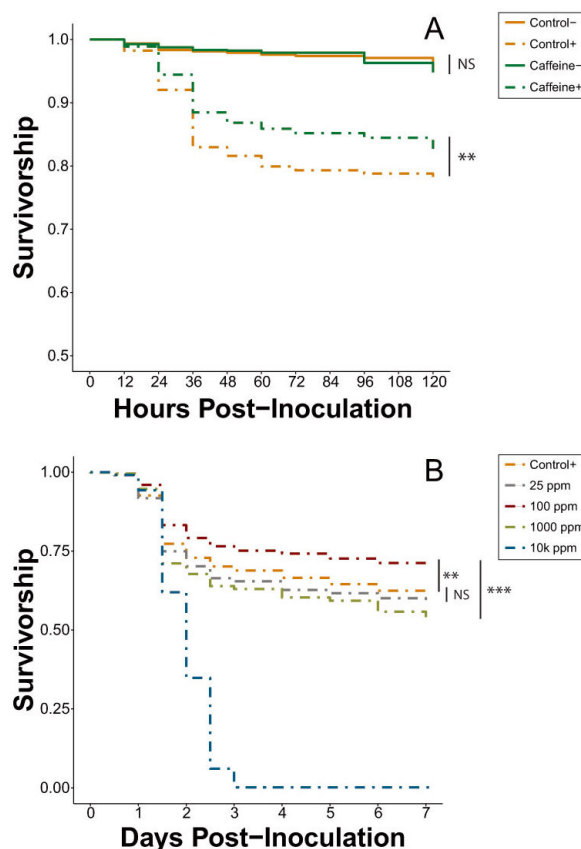 A
Control−
Control+
Caffeine−
Caffeine+
1.0
0.9
0.8
0.7
0.6
0.5
Survivorship
NS
**
0 12 24 36 48 60 72 84 96 108 120
Hours Post−Inoculation
B
Control+
25 ppm
100 ppm
1000 ppm
10k ppm
1.00
0.75
0.50
0.25
0.00
Survivorship
**
NS
***
0 1 2 3 4 5 6 7
Days Post−Inoculation